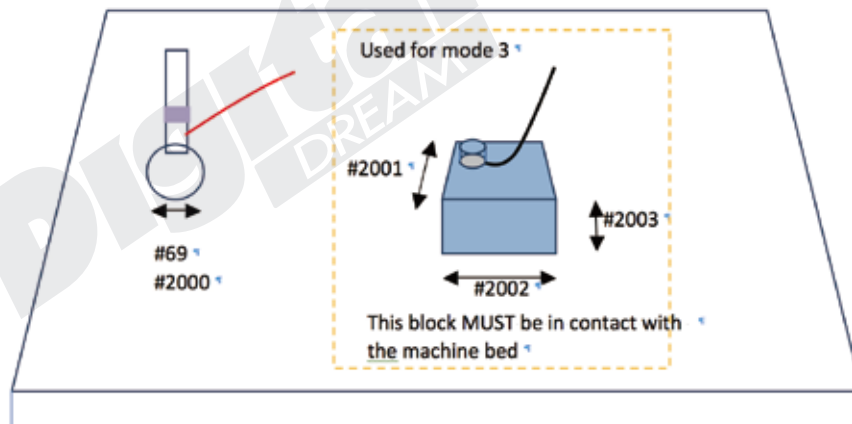 Digital
DREAM
Used for mode 3
#2001
#2003
#69
#2000
#2002
This block MUST be in contact with
the machine bed